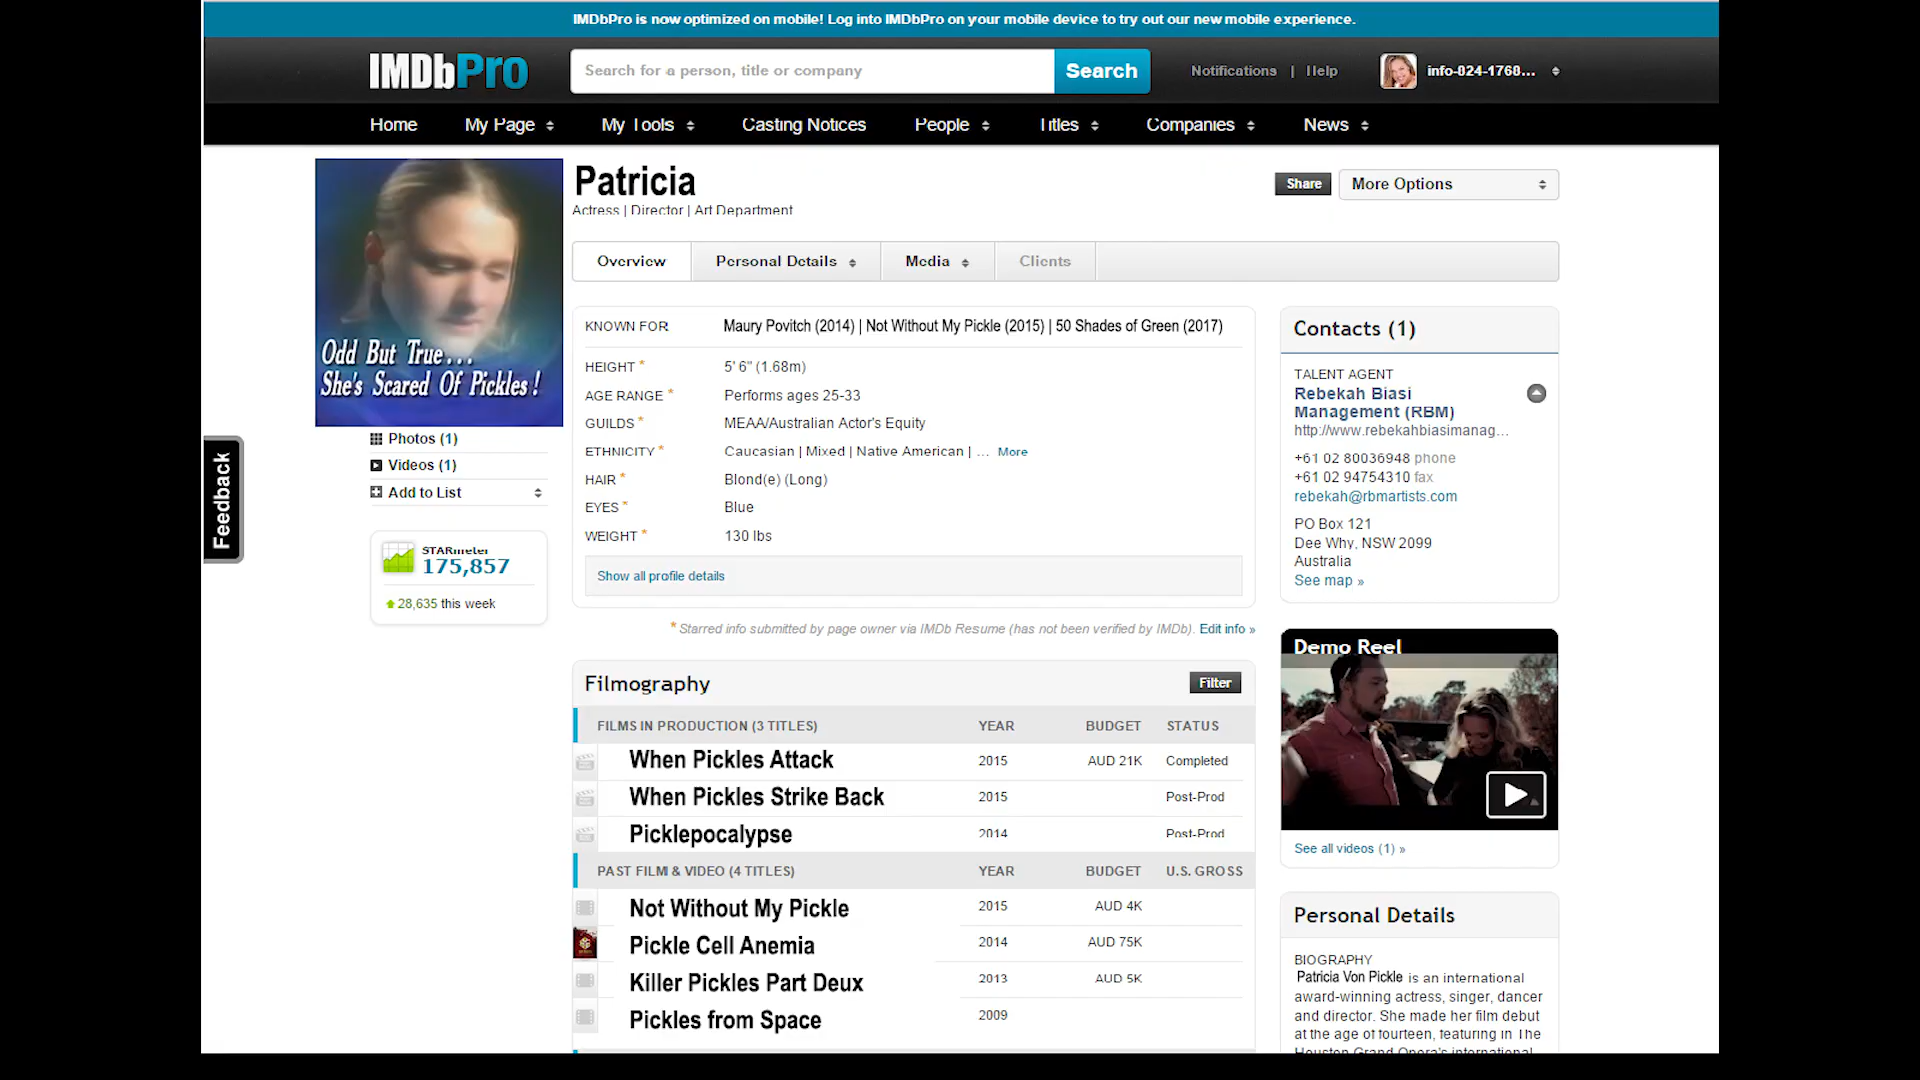 IMDbPro is now optimized on mobile! Log into IMDbPro on your mobile device to try out our new mobile experience.
IMDbPro
Search for a person, title or company
Search
Notifications | Help
info-824-1768...
Home
My Page
My Tools
Casting Notices
People
Titles
Companies
News
Odd But True...
She's Scared Of Pickles!
Photos (1)
Videos (1)
Add to List
Feedback
STARmeter
175,857
28,635 this week
Patricia
Actress | Director | Art Department
Share
More Options
Overview
Personal Details
Media
Clients
KNOWN FOR Maury Povitch (2014) | Not Without My Pickle (2015) | 50 Shades of Green (2017)
HEIGHT * 5' 6" (1.68m)
AGE RANGE * Performs ages 25-33
GUILDS * MEAA/Australian Actor's Equity
ETHNICITY * Caucasian | Mixed | Native American | ... More
HAIR * Blond(e) (Long)
EYES * Blue
WEIGHT * 130 lbs
Show all profile details
* Starred info submitted by page owner via IMDb Resume (has not been verified by IMDb). Edit info »
Filmography
Filter
FILMS IN PRODUCTION (3 TITLES) YEAR BUDGET STATUS
When Pickles Attack 2015 AUD 21K Completed
When Pickles Strike Back 2015 Post-Prod
Picklepocalypse 2014 Post-Prod
PAST FILM & VIDEO (4 TITLES) YEAR BUDGET U.S. GROSS
Not Without My Pickle 2015 AUD 4K
Pickle Cell Anemia 2014 AUD 75K
Killer Pickles Part Deux 2013 AUD 5K
Pickles from Space 2009
Contacts (1)
TALENT AGENT
Rebekah Biasi
Management (RBM)
http://www.rebekahbiasimanag...
+61 02 80036948 phone
+61 02 94754310 fax
rebekah@rbmartists.com
PO Box 121
Dee Why, NSW 2099
Australia
See map »
Demo Reel
See all videos (1) »
Personal Details
BIOGRAPHY
Patricia Von Pickle is an international
award-winning actress, singer, dancer
and director. She made her film debut
at the age of fourteen, featuring in The
Houston Grand Opera's international